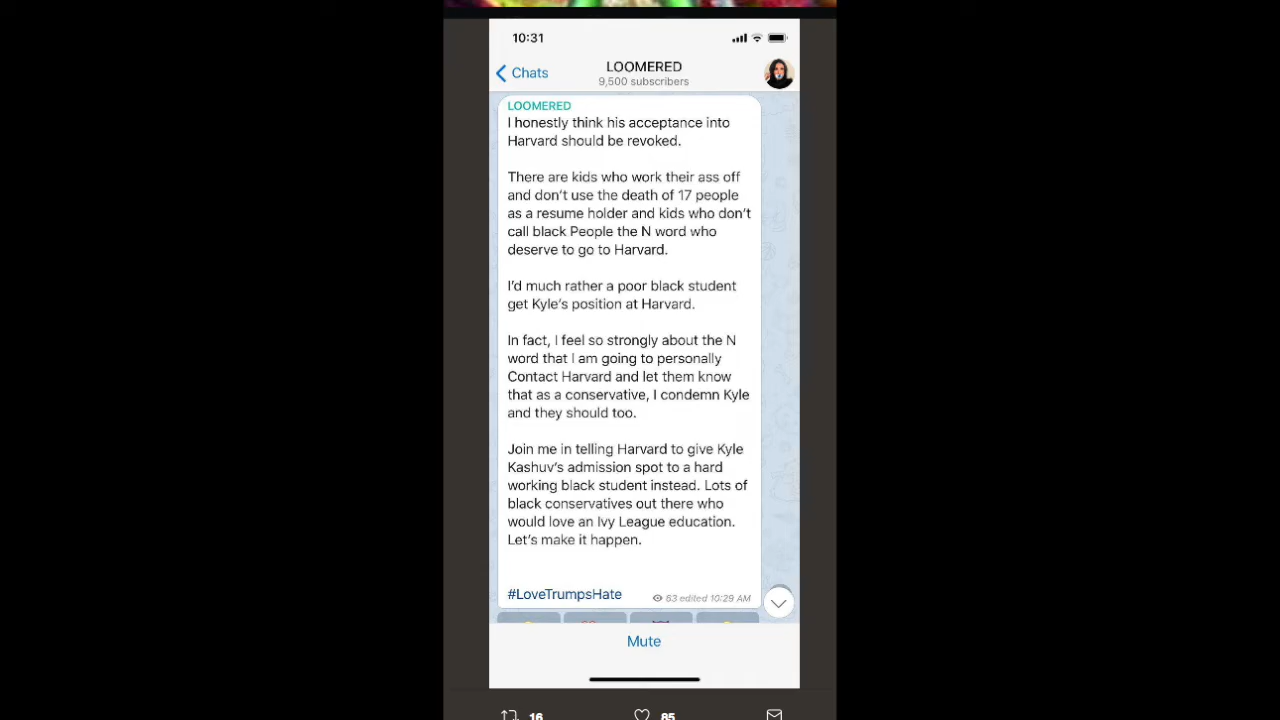 10:31
Chats
LOOMERED
9,500 subscribers
LOOMERED
I honestly think his acceptance into
Harvard should be revoked.
There are kids who work their ass off
and don't use the death of 17 people
as a resume holder and kids who don't
call black People the N word who
deserve to go to Harvard.
I'd much rather a poor black student
get Kyle's position at Harvard.
In fact, I feel so strongly about the N
word that I am going to personally
Contact Harvard and let them know
that as a conservative, I condemn Kyle
and they should too.
Join me in telling Harvard to give Kyle
Kashuv's admission spot to a hard
working black student instead. Lots of
black conservatives out there who
would love an Ivy League education.
Let's make it happen.
#LoveTrumpsHate
63 edited 10:29 AM
Mute
16 85